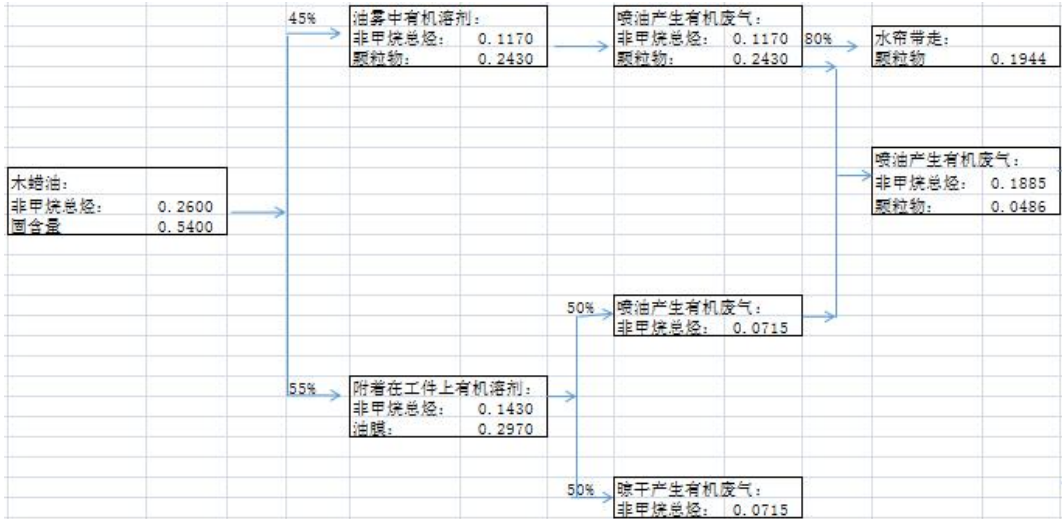 45%
油雾中有机溶剂：
非甲烷总烃： 0.1170
颗粒物： 0.2430
喷油产生有机废气：
非甲烷总烃： 0.1170
颗粒物： 0.2430
80%
水帘带走：
颗粒物 0.1944
喷油产生有机废气：
非甲烷总烃： 0.1885
颗粒物： 0.0486
木蜡油：
非甲烷总烃： 0.2600
固含量 0.5400
50%
喷油产生有机废气：
非甲烷总烃： 0.0715
55%
附着在工件上有机溶剂：
非甲烷总烃： 0.1430
油膜： 0.2970
50%
晾干产生有机废气：
非甲烷总烃： 0.0715